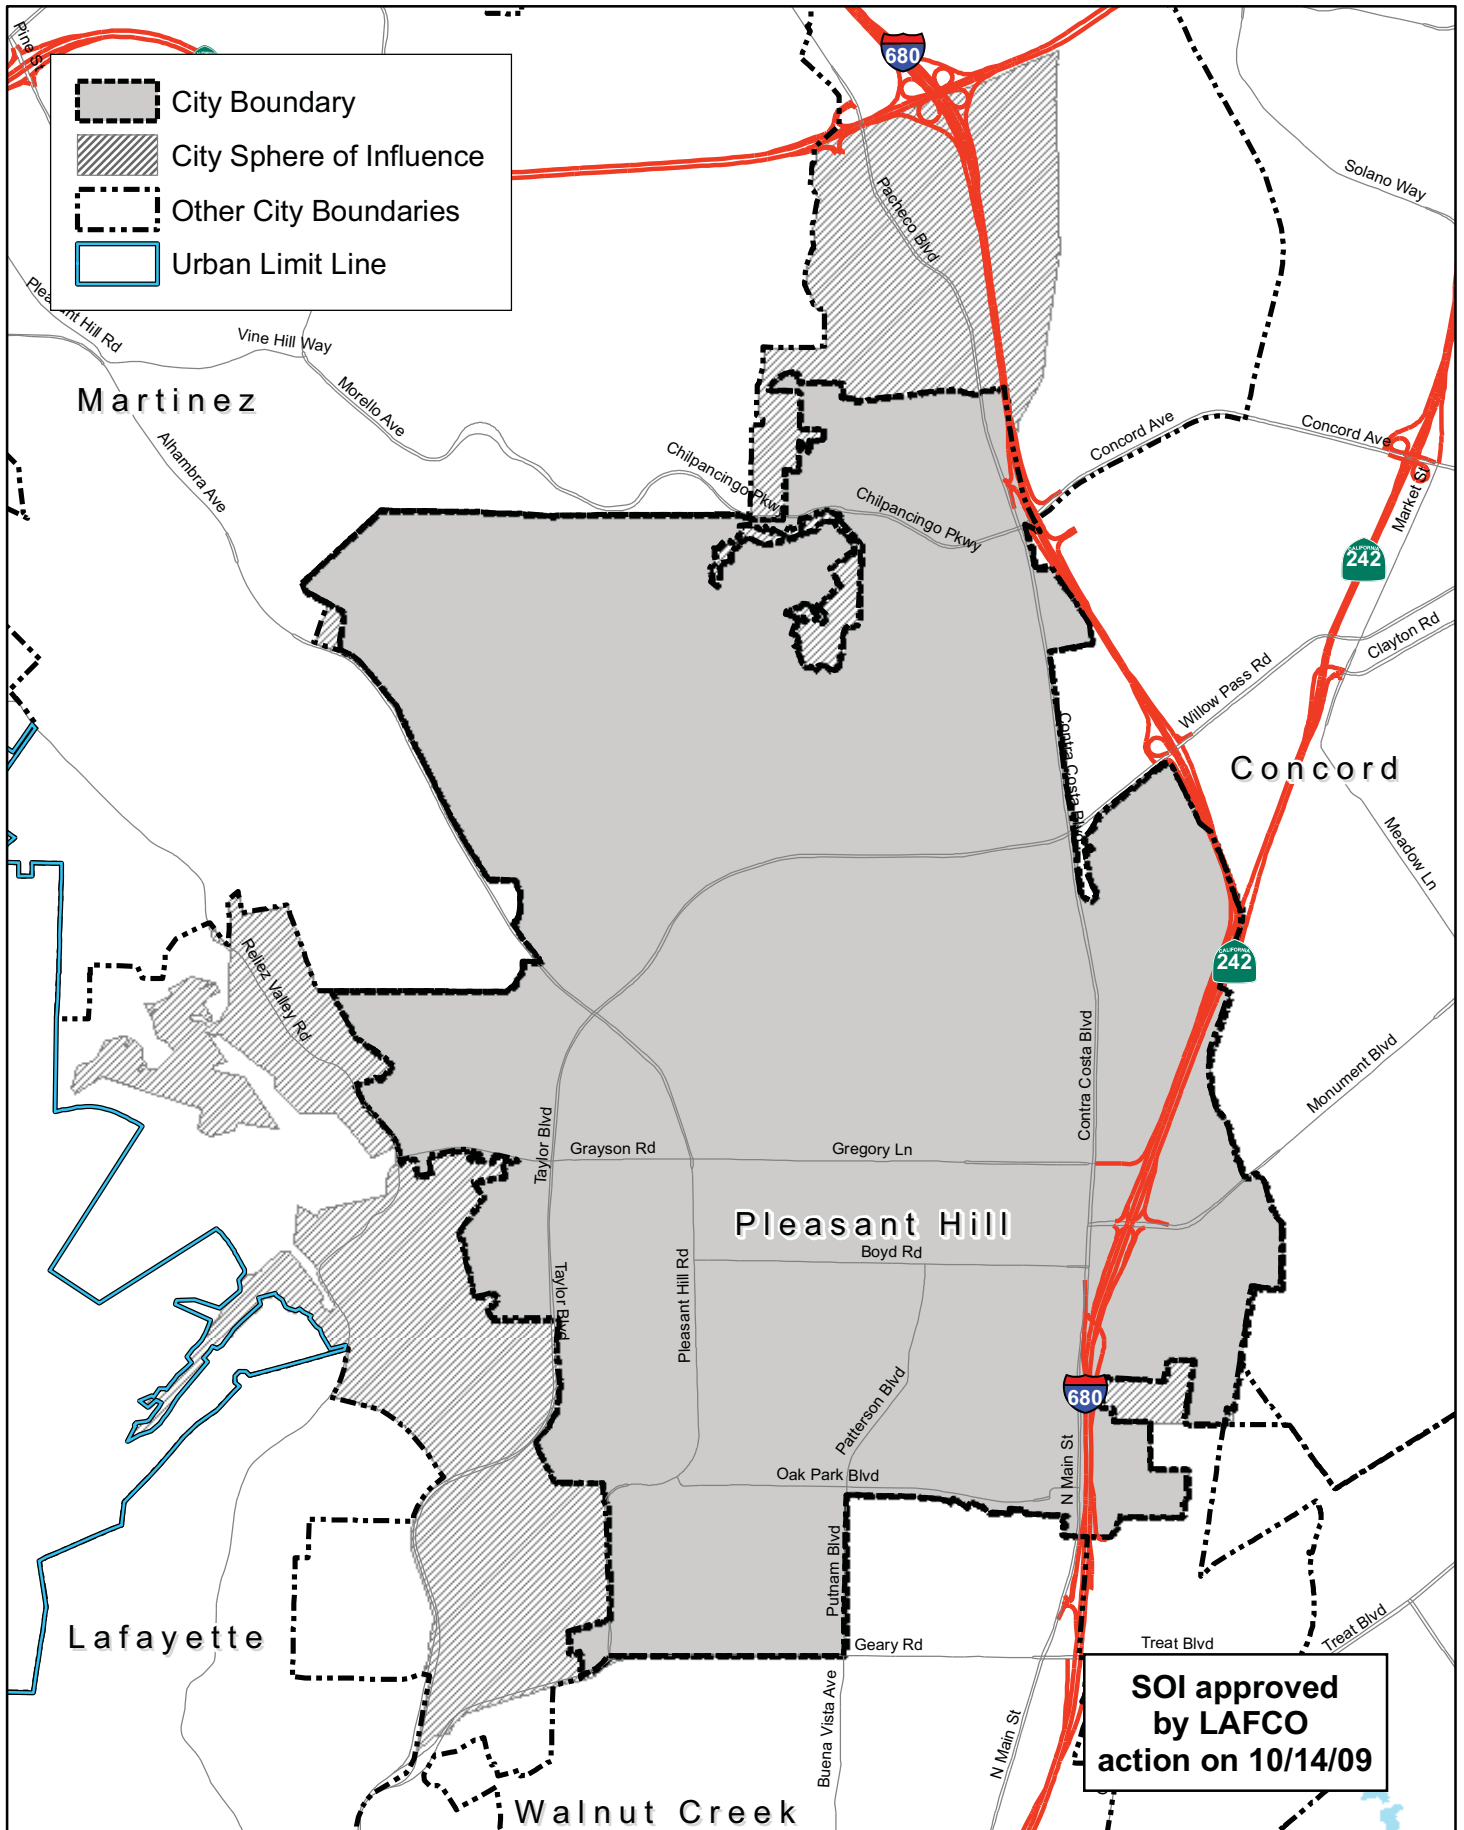 Pine St
680
City Boundary
City Sphere of Influence
Other City Boundaries
Urban Limit Line
Solano Way
Pacheco Blvd
Hill Rd
Vine Hill Way
Martinez
Morello Ave
Alhambra Ave
Chilpancingo Pkw
Chilpancingo Pkwy
Concord Ave
Concord Ave
Market St
CALIFORNIA
242
Clayton Rd
Willow Pass Rd
Contra Costa Blvd
Concord
Meadow Ln
Reliez Valley Rd
CALIFORNIA
242
Contra Costa Blvd
Monument Blvd
Taylor Blvd
Grayson Rd
Gregory Ln
Pleasant Hill
Boyd Rd
Taylor Blvd
Pleasant Hill Rd
Patterson Blvd
680
Oak Park Blvd
N Main St
Putnam Blvd
Lafayette
Geary Rd
Treat Blvd
Treat Blvd
Buena Vista Ave
N Main St
SOI approved
by LAFCO
action on 10/14/09
Walnut Creek